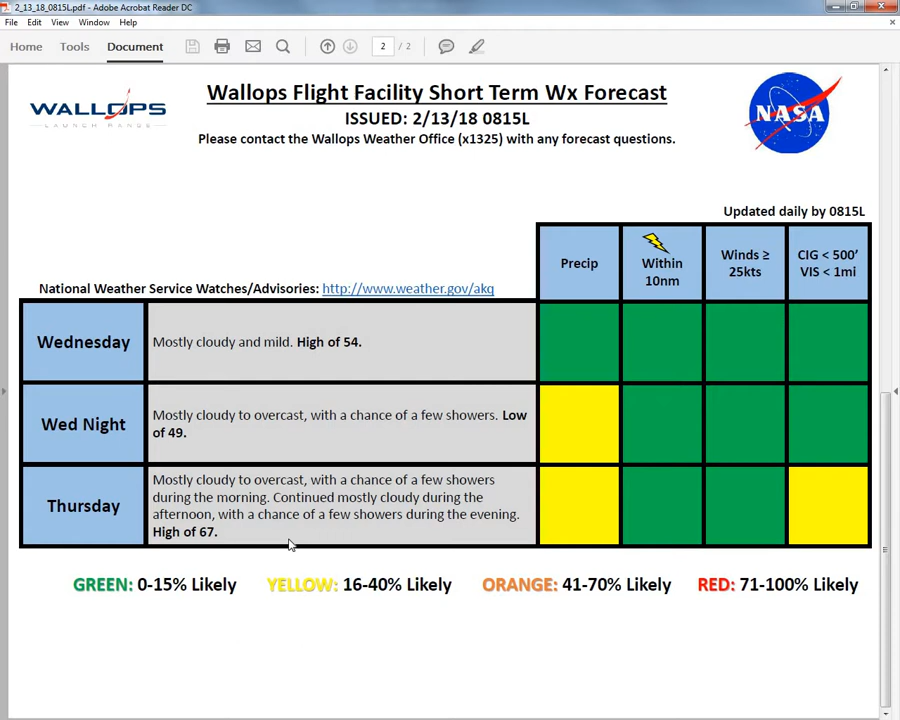 2_13_18_0815L.pdf - Adobe Acrobat Reader DC
File Edit View Window Help
Home Tools Document 2 / 2
WALLOPS
LAUNCH RANGE
Wallops Flight Facility Short Term Wx Forecast
ISSUED: 2/13/18 0815L
Please contact the Wallops Weather Office (x1325) with any forecast questions.
NASA
Updated daily by 0815L
National Weather Service Watches/Advisories: http://www.weather.gov/akq
Precip
Within
10nm
Winds ≥
25kts
CIG < 500’
VIS < 1mi
Wednesday
Mostly cloudy and mild. High of 54.
Wed Night
Mostly cloudy to overcast, with a chance of a few showers. Low
of 49.
Thursday
Mostly cloudy to overcast, with a chance of a few showers
during the morning. Continued mostly cloudy during the
afternoon, with a chance of a few showers during the evening.
High of 67.
GREEN: 0-15% Likely YELLOW: 16-40% Likely ORANGE: 41-70% Likely RED: 71-100% Likely